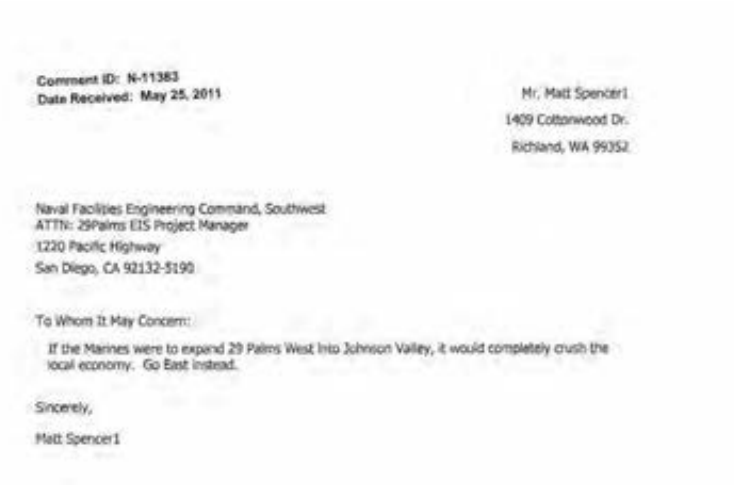 Comment ID: N-11383
Date Received: May 25, 2011
Mr. Matt Spencer1
1409 Cottonwood Dr.
Richland, WA 99352
Naval Facilities Engineering Command, Southwest
ATTN: 29Palms EIS Project Manager
1220 Pacific Highway
San Diego, CA 92132-5190
To Whom It May Concern:
If the Marines were to expand 29 Palms West into Johnson Valley, it would completely crush the
local economy. Go East instead.
Sincerely,
Matt Spencer1